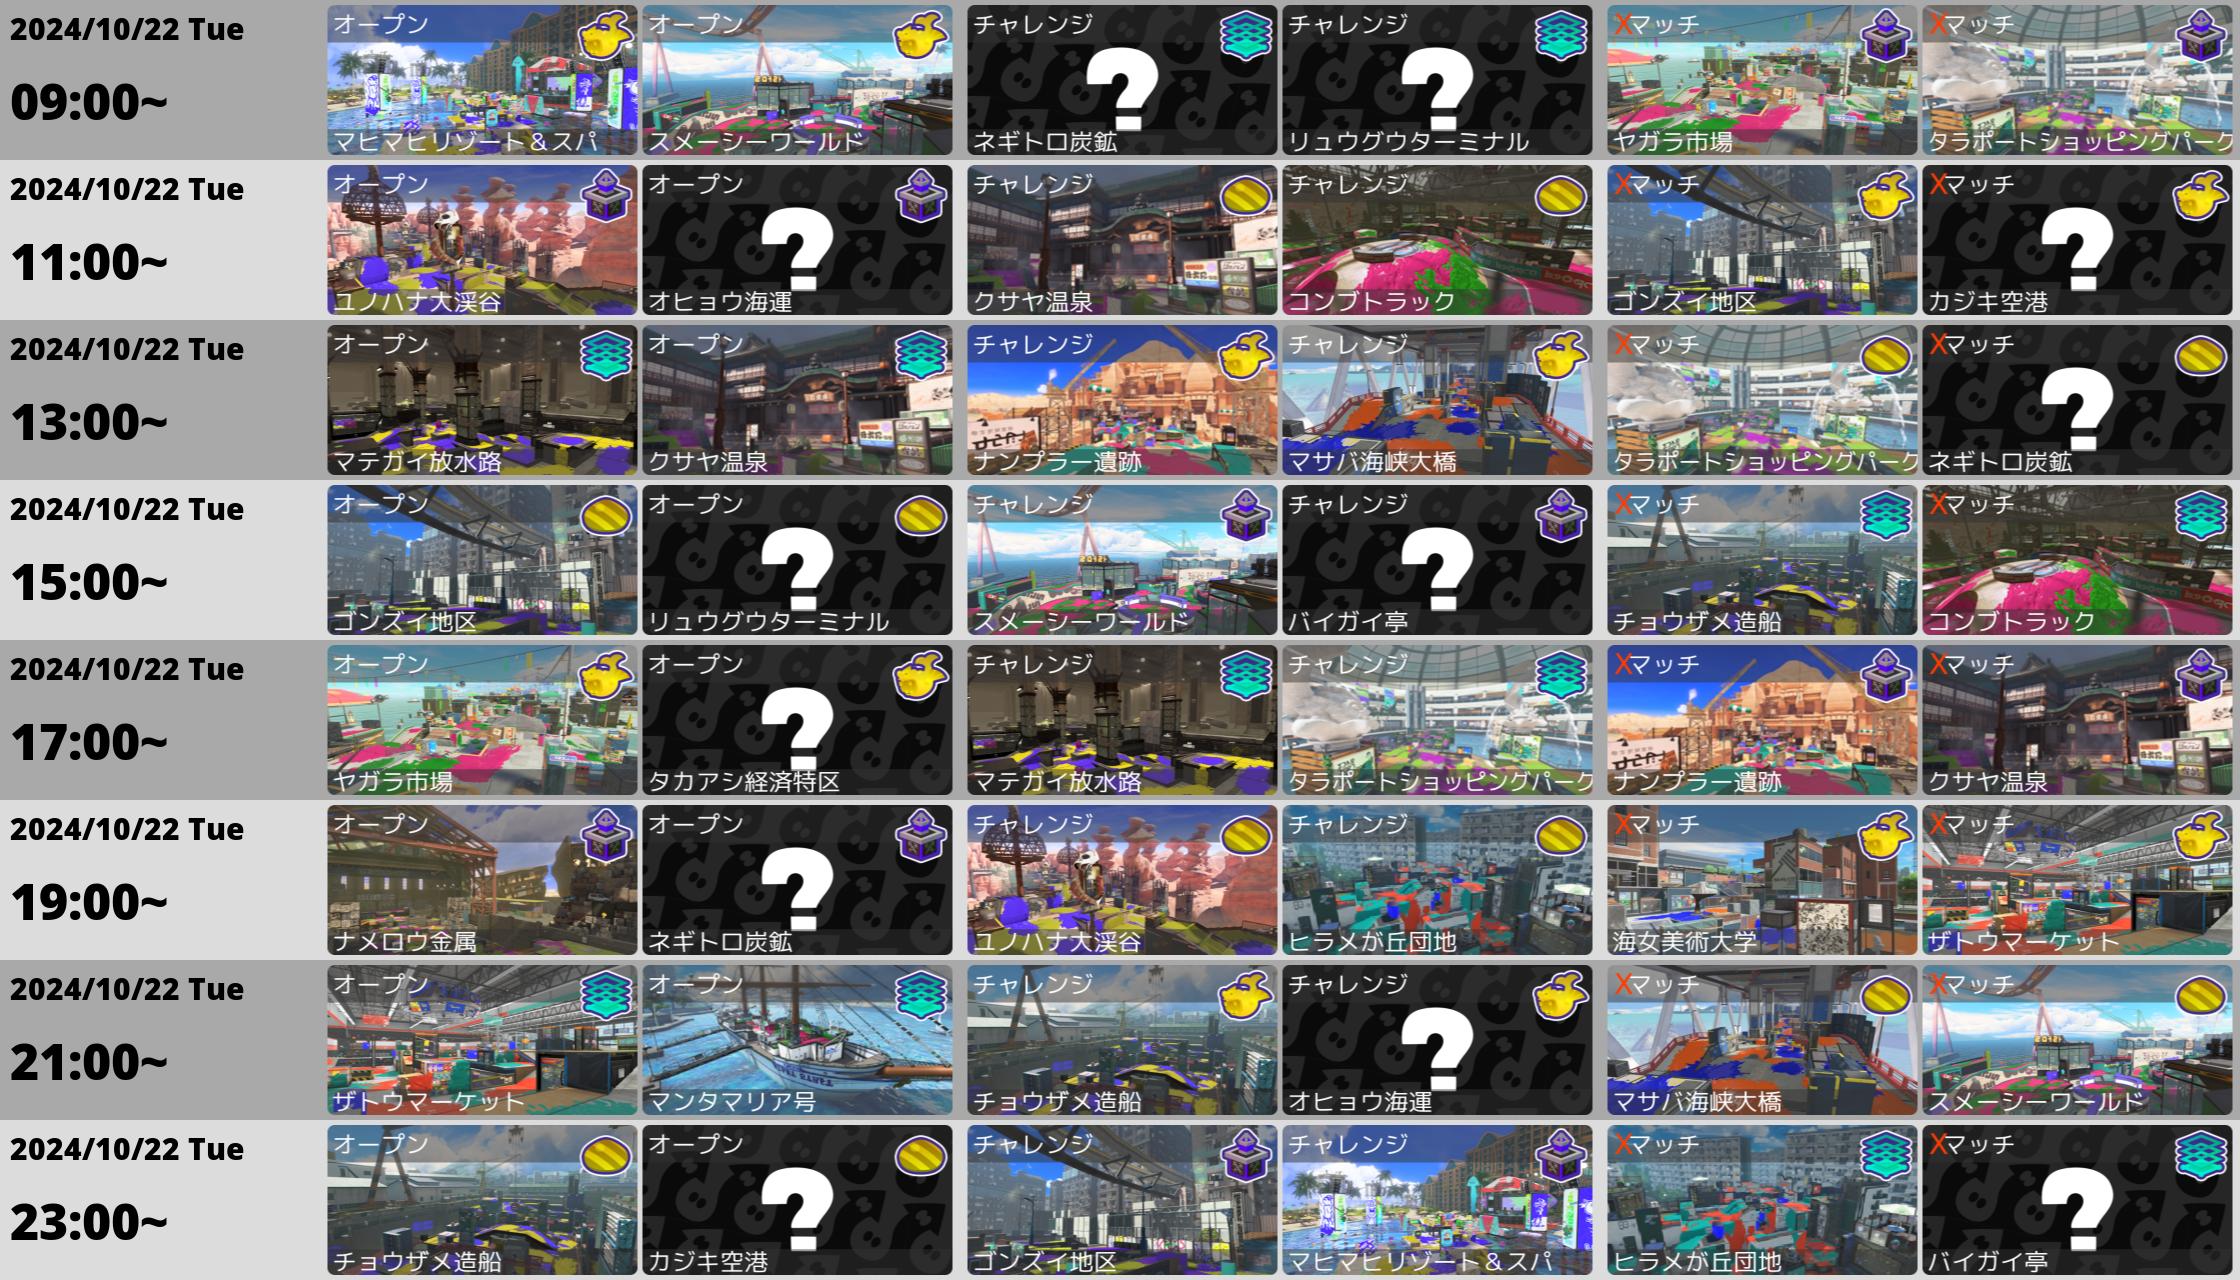 2024/10/22 Tue
09:00~
オープン
マヒマヒリゾート＆スパ
オープン
スメーシーワールド
チャレンジ
ネギトロ炭鉱
チャレンジ
リュウグウターミナル
Xマッチ
ヤガラ市場
Xマッチ
タラポートショッピングパーク
2024/10/22 Tue
11:00~
オープン
ユノハナ大渓谷
オープン
オヒョウ海運
チャレンジ
クサヤ温泉
チャレンジ
コンブトラック
Xマッチ
ゴンズイ地区
Xマッチ
カジキ空港
2024/10/22 Tue
13:00~
オープン
マテガイ放水路
オープン
クサヤ温泉
チャレンジ
ナンプラー遺跡
チャレンジ
マサバ海峡大橋
Xマッチ
タラポートショッピングパーク
Xマッチ
ネギトロ炭鉱
2024/10/22 Tue
15:00~
オープン
ゴンズイ地区
オープン
リュウグウターミナル
チャレンジ
スメーシーワールド
チャレンジ
バイガイ亭
Xマッチ
チョウザメ造船
Xマッチ
コンブトラック
2024/10/22 Tue
17:00~
オープン
ヤガラ市場
オープン
タカアシ経済特区
チャレンジ
マテガイ放水路
チャレンジ
タラポートショッピングパーク
Xマッチ
ナンプラー遺跡
Xマッチ
クサヤ温泉
2024/10/22 Tue
19:00~
オープン
ナメロウ金属
オープン
ネギトロ炭鉱
チャレンジ
ユノハナ大渓谷
チャレンジ
ヒラメが丘団地
Xマッチ
海女美術大学
Xマッチ
ザトウマーケット
2024/10/22 Tue
21:00~
オープン
ザトウマーケット
オープン
マンタマリア号
チャレンジ
チョウザメ造船
チャレンジ
オヒョウ海運
Xマッチ
マサバ海峡大橋
Xマッチ
スメーシーワールド
2024/10/22 Tue
23:00~
オープン
チョウザメ造船
オープン
カジキ空港
チャレンジ
ゴンズイ地区
チャレンジ
マヒマヒリゾート＆スパ
Xマッチ
ヒラメが丘団地
Xマッチ
バイガイ亭